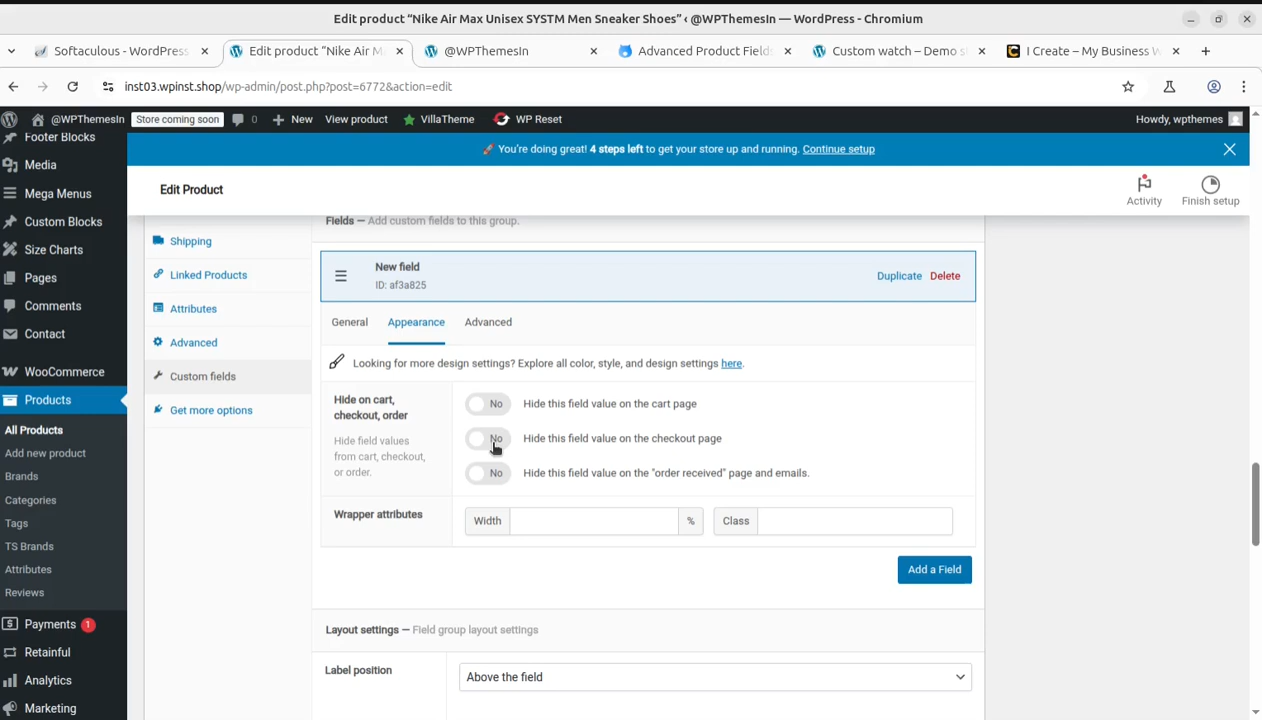 Edit product “Nike Air Max Unisex SYSTM Men Sneaker Shoes” ‹ @WPThemesIn — WordPress - Chromium
Softaculous - WordPress
Edit product “Nike Air M
@WPThemesIn
Advanced Product Field
Custom watch – Demo s
I Create – My Business W
inst03.wpinst.shop/wp-admin/post.php?post=6772&action=edit
@WPThemesIn
Store coming soon
0
New
View product
VillaTheme
WP Reset
Howdy, wpthemes
🚀 You're doing great! 4 steps left to get your store up and running. Continue setup
Edit Product
Activity
Finish setup
Footer Blocks
Media
Mega Menus
Custom Blocks
Size Charts
Pages
Comments
Contact
WooCommerce
Products
All Products
Add new product
Brands
Categories
Tags
TS Brands
Attributes
Reviews
Payments 1
Retainful
Analytics
Marketing
Shipping
Linked Products
Attributes
Advanced
Custom fields
Get more options
Fields — Add custom fields to this group.
New field
ID: af3a825
Duplicate Delete
General Appearance Advanced
Looking for more design settings? Explore all color, style, and design settings here.
Hide on cart,
checkout, order
Hide field values
from cart, checkout,
or order.
No Hide this field value on the cart page
No Hide this field value on the checkout page
No Hide this field value on the "order received" page and emails.
Wrapper attributes
Width % Class
Add a Field
Layout settings — Field group layout settings
Label position
Above the field